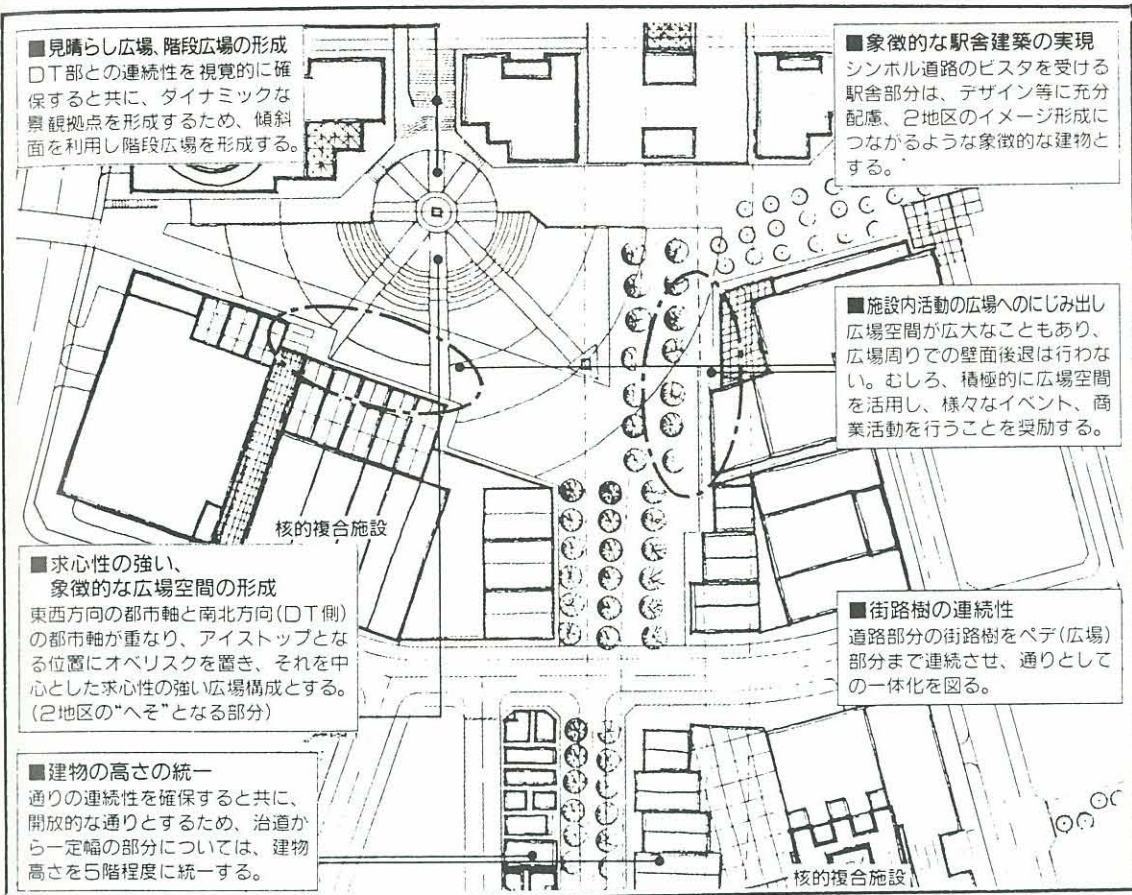 ■見晴らし広場、階段広場の形成
DT部との連続性を視覚的に確
保すると共に、ダイナミックな
景観拠点を形成するため、傾斜
面を利用し階段広場を形成する。
■象徴的な駅舎建築の実現
シンボル道路のビスタを受ける
駅舎部分は、デザイン等に充分
配慮、2地区のイメージ形成に
つながるような象徴的な建物と
する。
■施設内活動の広場へのにじみ出し
広場空間が広大なこともあり、
広場周りでの壁面後退は行わな
い。むしろ、積極的に広場空間
を活用し、様々なイベント、商
業活動を行うことを奨励する。
核的複合施設
■求心性の強い、
象徴的な広場空間の形成
東西方向の都市軸と南北方向(DT側)
の都市軸が重なり、アイストップとな
る位置にオベリスクを置き、それを中
心とした求心性の強い広場構成とする。
(2地区の“へそ”となる部分)
■街路樹の連続性
道路部分の街路樹をペデ(広場)
部分まで連続させ、通りとして
の一体化を図る。
■建物の高さの統一
通りの連続性を確保すると共に、
開放的な通りとするため、治道か
ら一定幅の部分については、建物
高さを5階程度に統一する。
核的複合施設